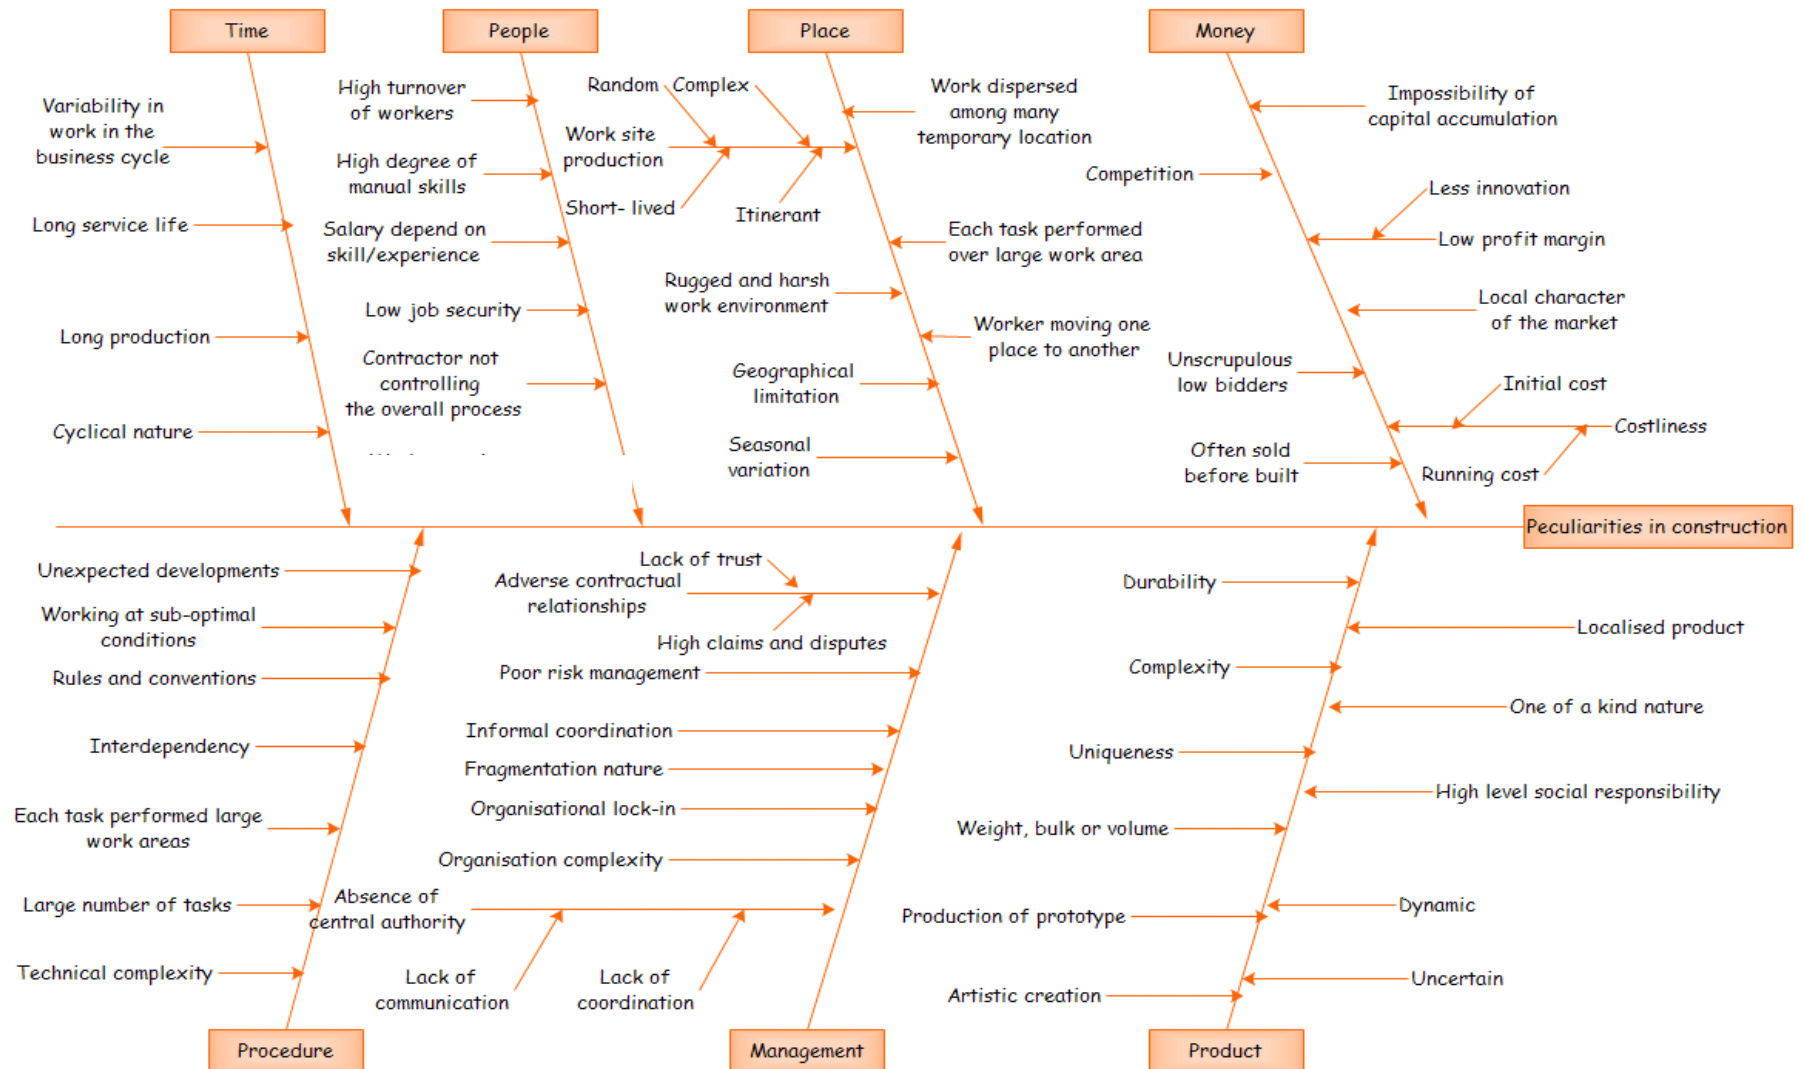 Time
People
Place
Money
Variability in
work in the
business cycle
Long service life
Long production
Cyclical nature
High turnover
of workers
High degree of
manual skills
Salary depend on
skill/experience
Low job security
Contractor not
controlling
the overall process
Random
Complex
Work site
production
Short- lived
Itinerant
Work dispersed
among many
temporary location
Each task performed
over large work area
Rugged and harsh
work environment
Worker moving one
place to another
Geographical
limitation
Seasonal
variation
Impossibility of
capital accumulation
Competition
Less innovation
Low profit margin
Local character
of the market
Unscrupulous
low bidders
Initial cost
Costliness
Often sold
before built
Running cost
Peculiarities in construction
Unexpected developments
Working at sub-optimal
conditions
Rules and conventions
Interdependency
Each task performed large
work areas
Large number of tasks
Technical complexity
Lack of trust
Adverse contractual
relationships
High claims and disputes
Poor risk management
Informal coordination
Fragmentation nature
Organisational lock-in
Organisation complexity
Absence of
central authority
Lack of
communication
Lack of
coordination
Durability
Localised product
Complexity
One of a kind nature
Uniqueness
High level social responsibility
Weight, bulk or volume
Dynamic
Production of prototype
Uncertain
Artistic creation
Procedure
Management
Product